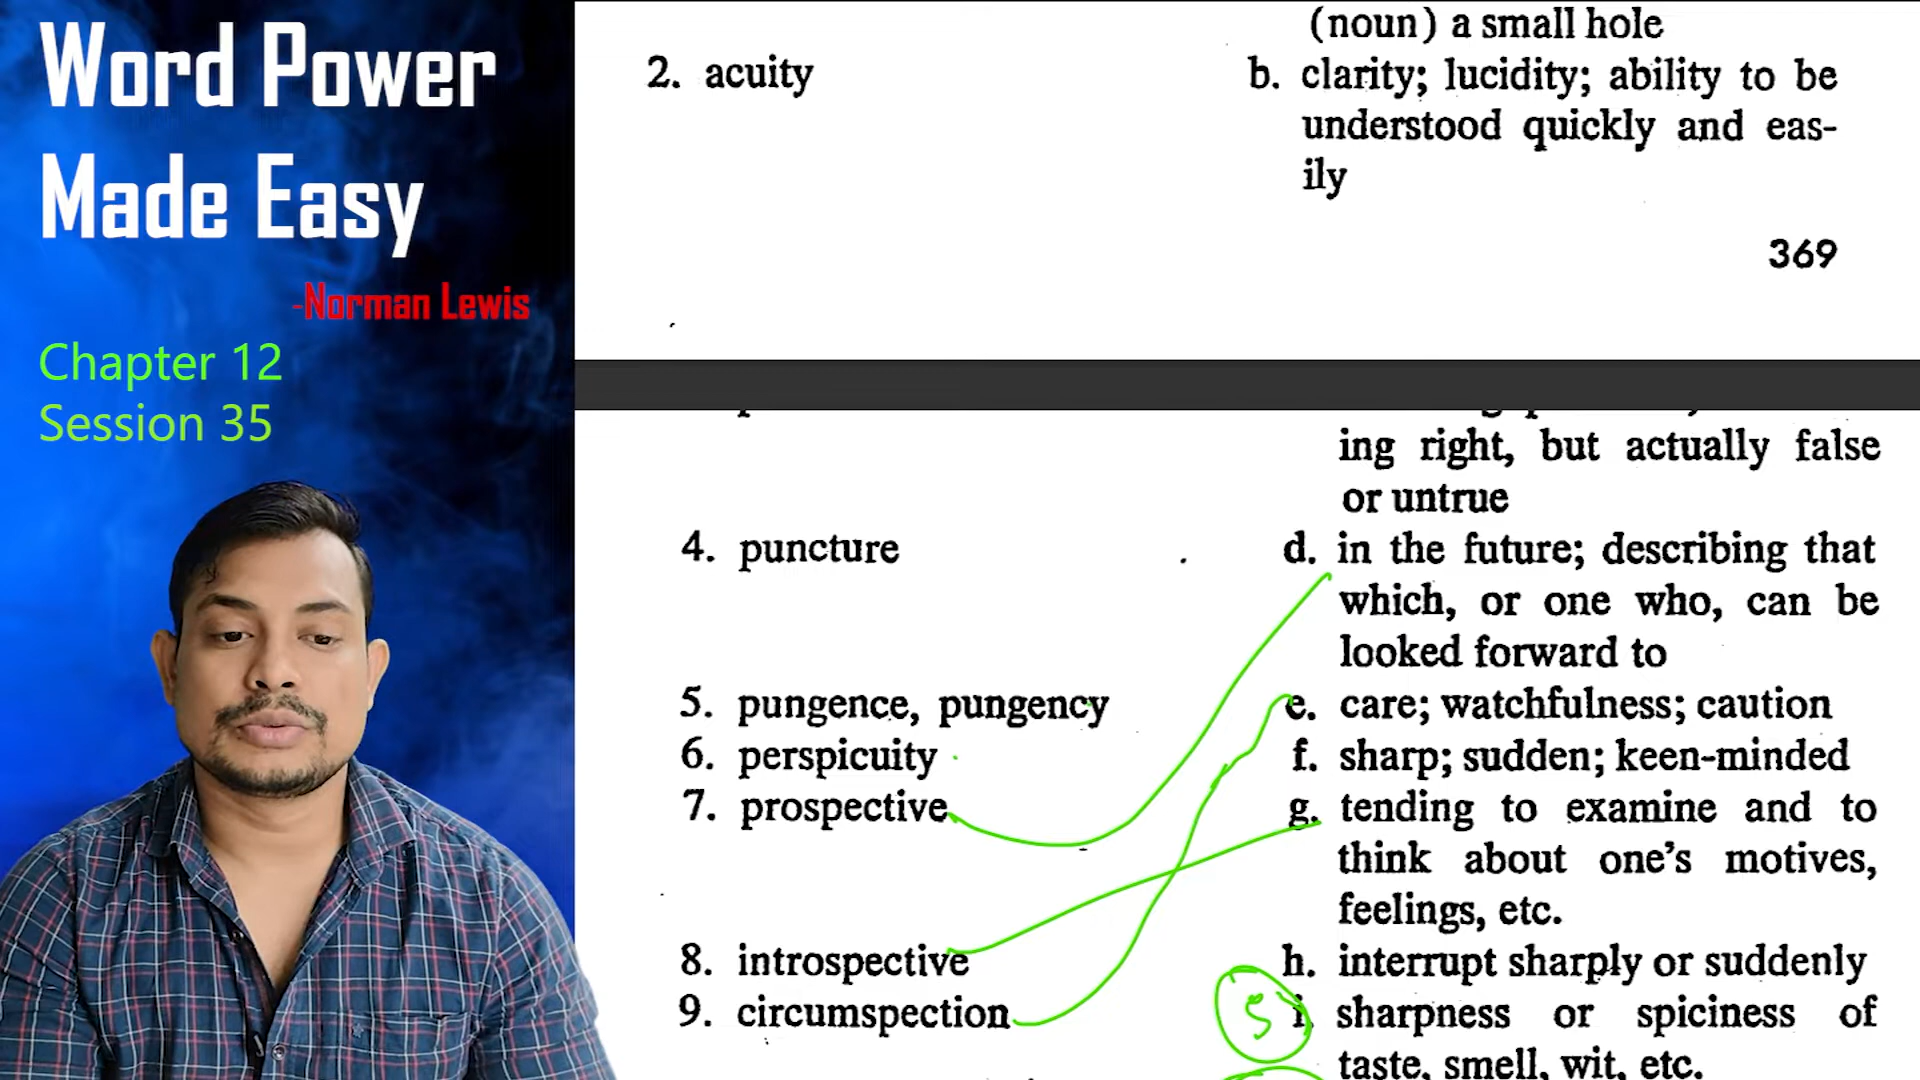 Word Power
Made Easy
-Norman Lewis
Chapter 12
Session 35
(noun) a small hole
2. acuity
b. clarity; lucidity; ability to be
understood quickly and eas-
ily
369
ing right, but actually false
or untrue
4. puncture
d. in the future; describing that
which, or one who, can be
looked forward to
5. pungence, pungency
e. care; watchfulness; caution
6. perspicuity
f. sharp; sudden; keen-minded
7. prospective
g. tending to examine and to
think about one's motives,
feelings, etc.
8. introspective
h. interrupt sharply or suddenly
9. circumspection
5
i. sharpness or spiciness of
taste, smell, wit, etc.